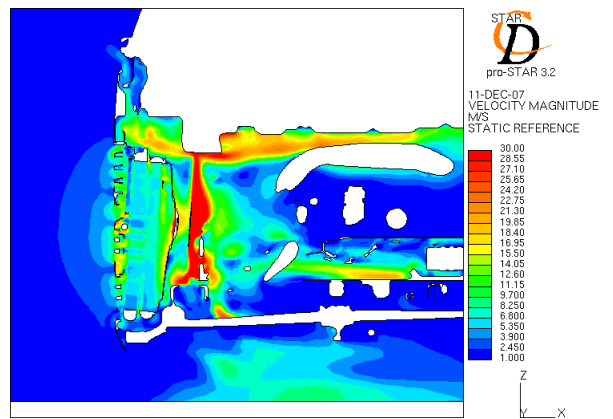 STAR
CD
pro-STAR 3.2
11-DEC-07
VELOCITY MAGNITUDE
M/S
STATIC REFERENCE
30.00
28.55
27.10
25.65
24.20
22.75
21.30
19.85
18.40
16.95
15.50
14.05
12.60
11.15
9.700
8.250
6.800
5.350
3.900
2.450
1.000
Z
Y X